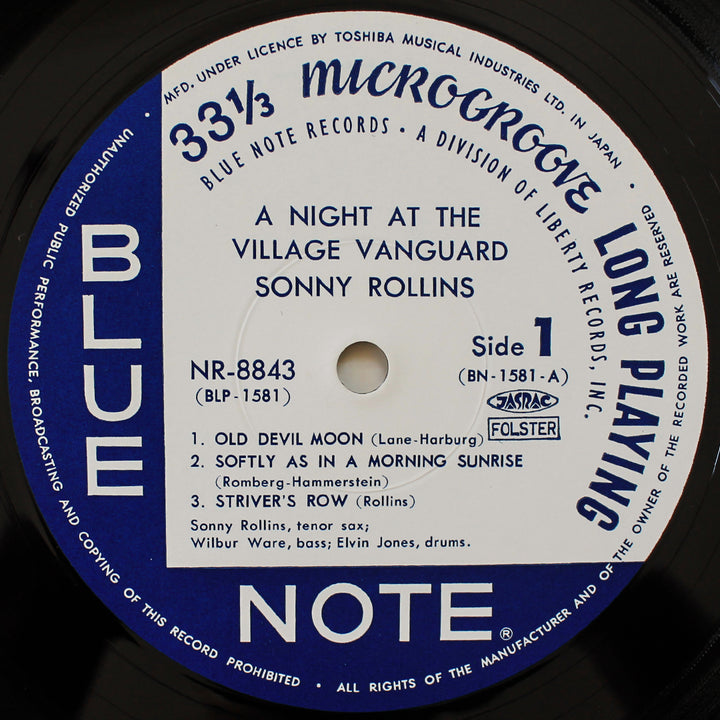 MFD. UNDER LICENCE BY TOSHIBA MUSICAL INDUSTRIES LTD. IN JAPAN •
33 1/3 MICROGROOVE LONG PLAYING
BLUE NOTE RECORDS • A DIVISION OF LIBERTY RECORDS, INC.
A NIGHT AT THE
VILLAGE VANGUARD
SONNY ROLLINS
NR-8843
(BLP-1581)
Side 1
(BN-1581-A)
JASRAC
FOLSTER
1. OLD DEVIL MOON (Lane-Harburg)
2. SOFTLY AS IN A MORNING SUNRISE
(Romberg-Hammerstein)
3. STRIVER'S ROW (Rollins)
Sonny Rollins, tenor sax;
Wilbur Ware, bass; Elvin Jones, drums.
BLUE
NOTE®
• UNAUTHORIZED PUBLIC PERFORMANCE, BROADCASTING AND COPYING OF THIS RECORD PROHIBITED • ALL RIGHTS OF THE MANUFACTURER AND OF THE OWNER OF THE RECORDED WORK ARE RESERVED